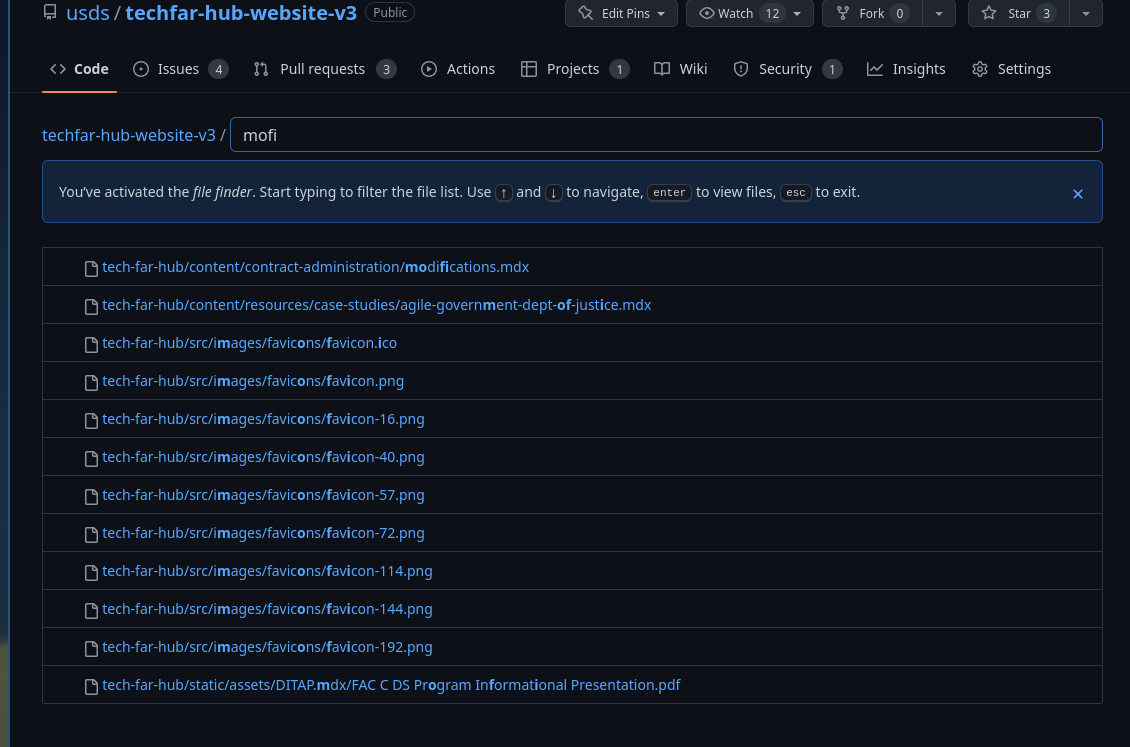 usds / techfar-hub-website-v3 Public Edit Pins Watch 12 Fork 0 Star 3
Code Issues 4 Pull requests 3 Actions Projects 1 Wiki Security 1 Insights Settings
techfar-hub-website-v3 / mofi
You've activated the file finder. Start typing to filter the file list. Use ↑ and ↓ to navigate, enter to view files, esc to exit. ×
tech-far-hub/content/contract-administration/modifications.mdx
tech-far-hub/content/resources/case-studies/agile-government-dept-of-justice.mdx
tech-far-hub/src/images/favicons/favicon.ico
tech-far-hub/src/images/favicons/favicon.png
tech-far-hub/src/images/favicons/favicon-16.png
tech-far-hub/src/images/favicons/favicon-40.png
tech-far-hub/src/images/favicons/favicon-57.png
tech-far-hub/src/images/favicons/favicon-72.png
tech-far-hub/src/images/favicons/favicon-114.png
tech-far-hub/src/images/favicons/favicon-144.png
tech-far-hub/src/images/favicons/favicon-192.png
tech-far-hub/static/assets/DITAP.mdx/FAC C DS Program Informational Presentation.pdf